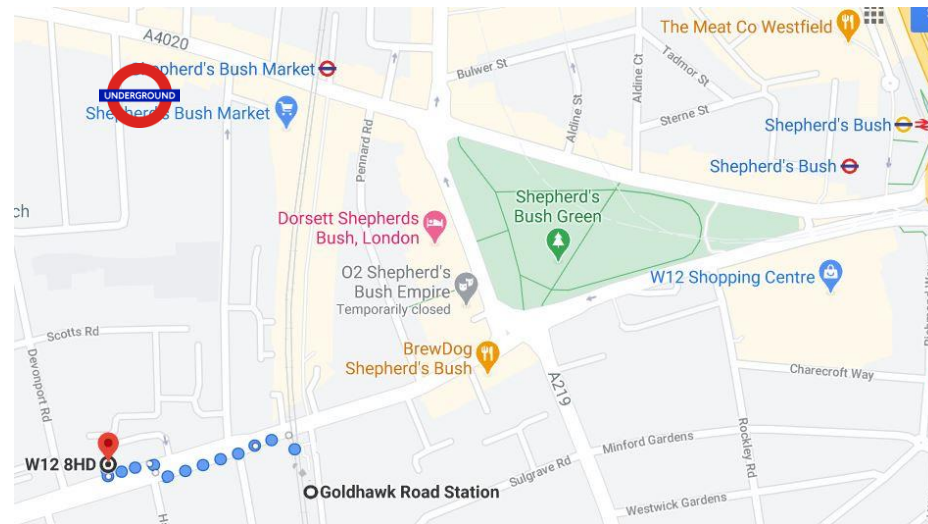 The Meat Co Westfield
A4020
Shepherd's Bush Market
Bulwer St
Tadmor St
Aldine Ct
UNDERGROUND
Shepherd's Bush Market
Aldine St
Sterne St
Shepherd's Bush
Pennard Rd
Shepherd's Bush
ch
Shepherd's
Bush Green
Dorsett Shepherds
Bush, London
O2 Shepherd's
Bush Empire
Temporarily closed
W12 Shopping Centre
Scotts Rd
Devonport Rd
BrewDog
Shepherd's Bush
A219
Charecroft Way
Rockley Rd
Minford Gardens
W12 8HD
Sulgrave Rd
Goldhawk Road Station
Westwick Gardens